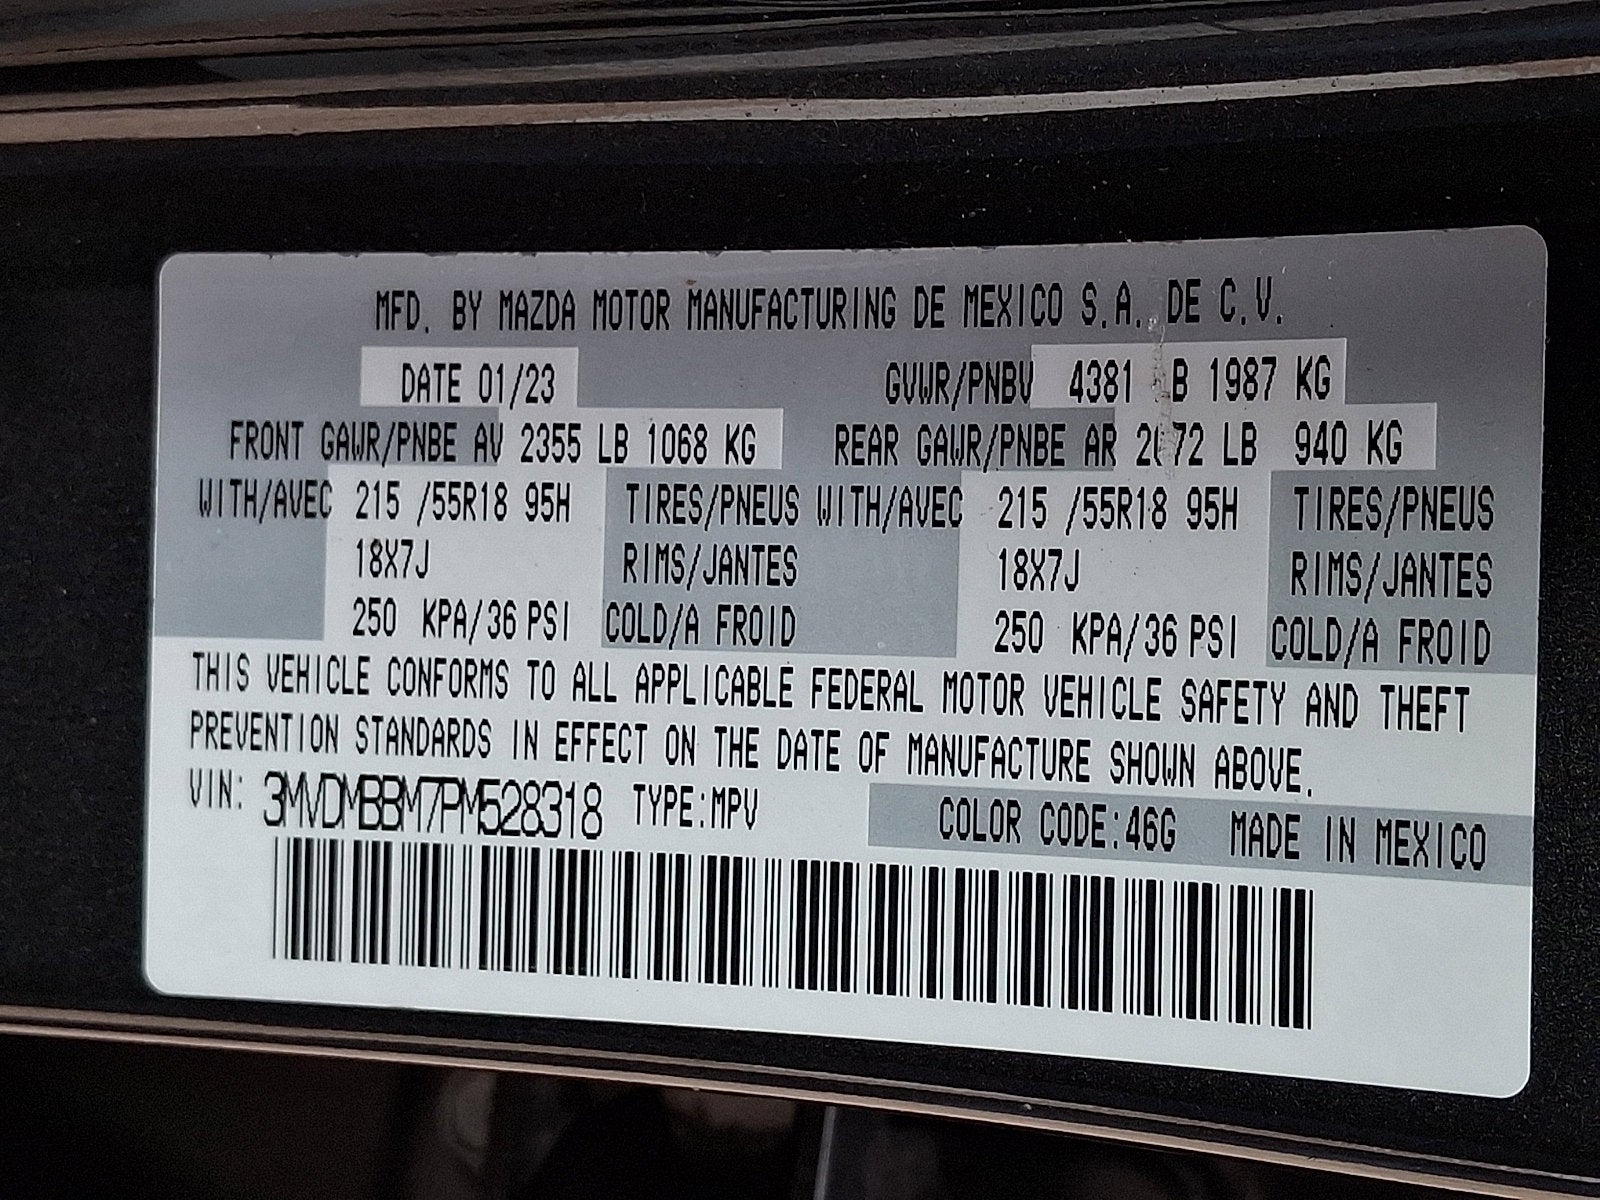 MFD. BY MAZDA MOTOR MANUFACTURING DE MEXICO S.A. DE C.V.
DATE 01/23 GVWR/PNBV 4381 B 1987 KG
FRONT GAWR/PNBE AV 2355 LB 1068 KG REAR GAWR/PNBE AR LB 940 KG
WITH/AVEC 215 /55R18 95H TIRES/PNEUS WITH/AVEC 215 /55R18 95H TIRES/PNEUS
18X7J RIMS/JANTES 18X7J RIMS/JANTES
250 KPA/36 PSI COLD/A FROID 250 KPA/36 PSI COLD/A FROID
THIS VEHICLE CONFORMS TO ALL APPLICABLE FEDERAL MOTOR VEHICLE SAFETY AND THEFT
PREVENTION STANDARDS IN EFFECT ON THE DATE OF MANUFACTURE SHOWN ABOVE.
VIN: 3MVDMBBM7PM528318 TYPE:MPV COLOR CODE:46G MADE IN MEXICO